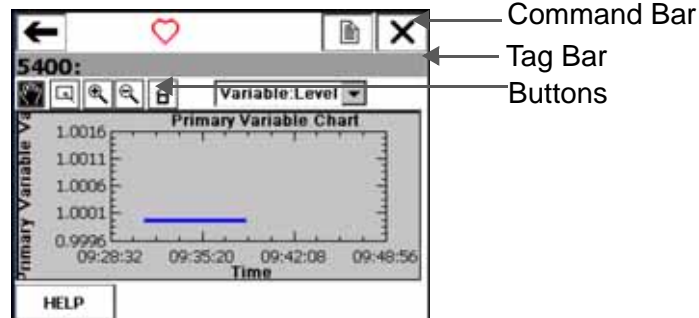 Command Bar
5400:
Tag Bar
Variable:Level
Buttons
Primary Variable Chart
Primary Variable Va
1.0016
1.0011
1.0006
1.0001
0.9996
09:28:32 09:35:20 09:42:08 09:48:56
Time
HELP